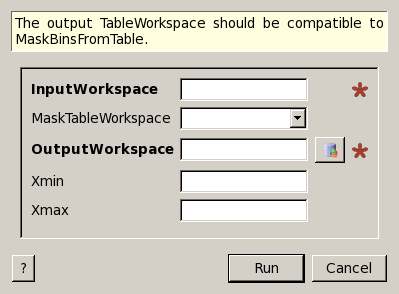 The output TableWorkspace should be compatible to
MaskBinsFromTable.
InputWorkspace
MaskTableWorkspace
OutputWorkspace
Xmin
Xmax
? Run Cancel